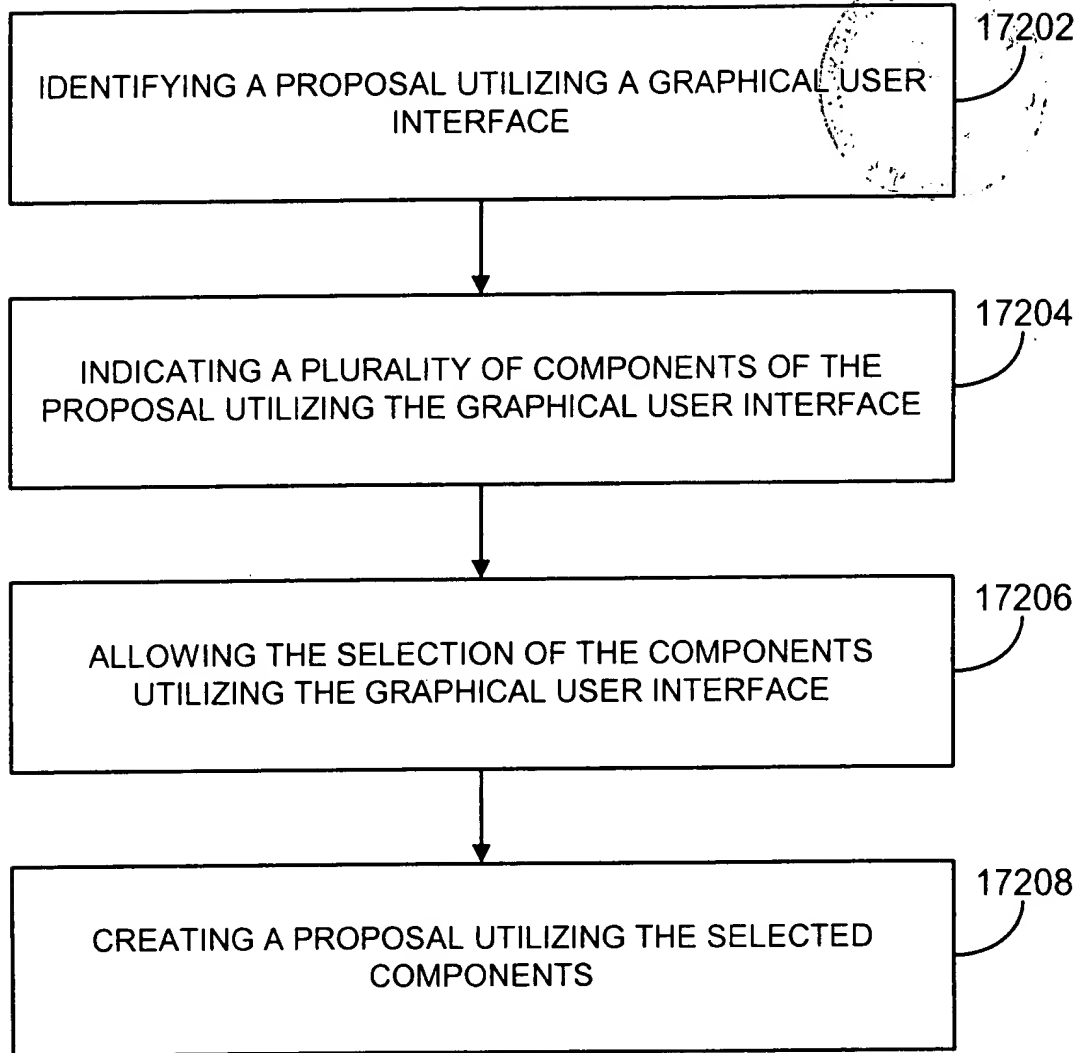 17202
IDENTIFYING A PROPOSAL UTILIZING A GRAPHICAL USER
INTERFACE
17204
INDICATING A PLURALITY OF COMPONENTS OF THE
PROPOSAL UTILIZING THE GRAPHICAL USER INTERFACE
17206
ALLOWING THE SELECTION OF THE COMPONENTS
UTILIZING THE GRAPHICAL USER INTERFACE
17208
CREATING A PROPOSAL UTILIZING THE SELECTED
COMPONENTS